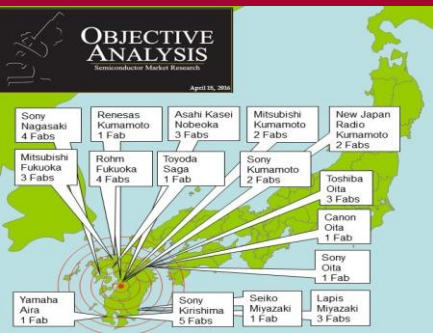 OBJECTIVE
ANALYSIS
Semiconductor Market Research
April 18, 2016
Sony
Nagasaki
4 Fabs
Renesas
Kumamoto
1 Fab
Asahi Kasei
Nobeoka
3 Fabs
Mitsubishi
Kumamoto
2 Fabs
New Japan
Radio
Kumamoto
2 Fabs
Mitsubishi
Fukuoka
3 Fabs
Rohm
Fukuoka
4 Fabs
Toyoda
Saga
1 Fab
Sony
Kumamoto
2 Fabs
Toshiba
Oita
3 Fabs
Canon
Oita
1 Fab
Sony
Oita
1 Fab
Yamaha
Aira
1 Fab
Sony
Kirishima
5 Fabs
Seiko
Miyazaki
1 Fab
Lapis
Miyazaki
3 Fabs